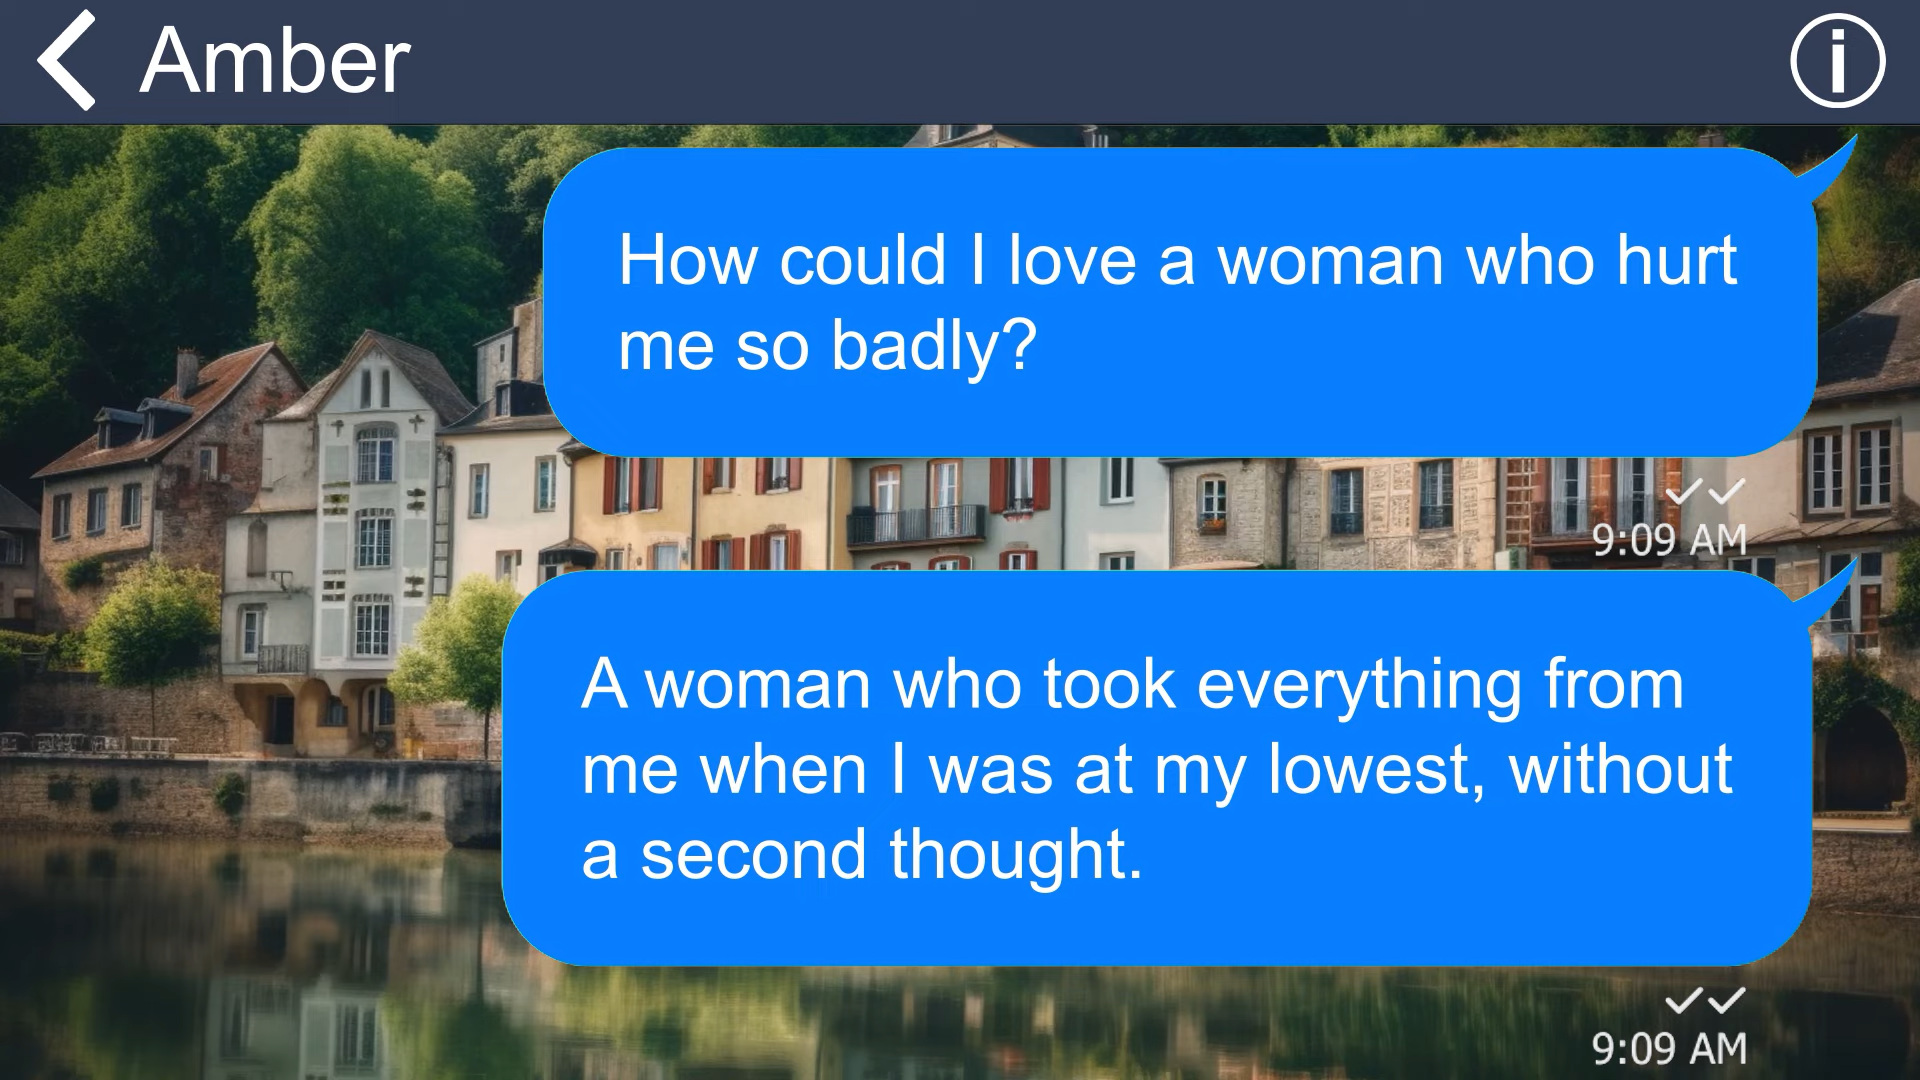 Amber
How could I love a woman who hurt
me so badly?
9:09 AM
A woman who took everything from
me when I was at my lowest, without
a second thought.
9:09 AM